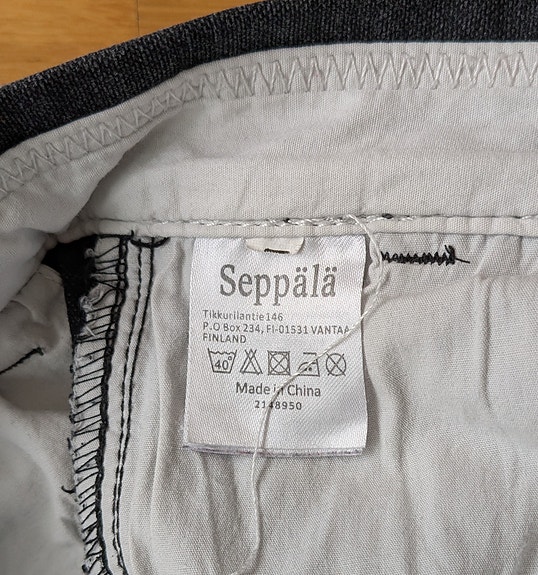 Seppälä
Tikkurilantie 146
P.O Box 234, FI-01531 VANTAA
FINLAND
40°
Made in China
2148950